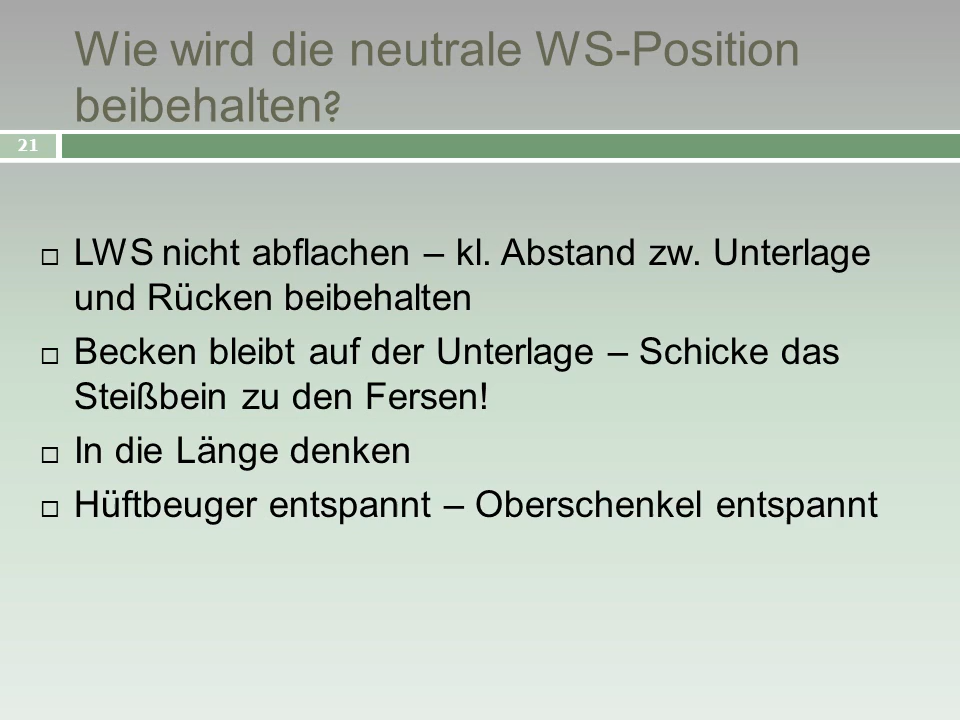 Wie wird die neutrale WS-Position
beibehalten?
21
LWS nicht abflachen – kl. Abstand zw. Unterlage
und Rücken beibehalten
Becken bleibt auf der Unterlage – Schicke das
Steißbein zu den Fersen!
In die Länge denken
Hüftbeuger entspannt – Oberschenkel entspannt